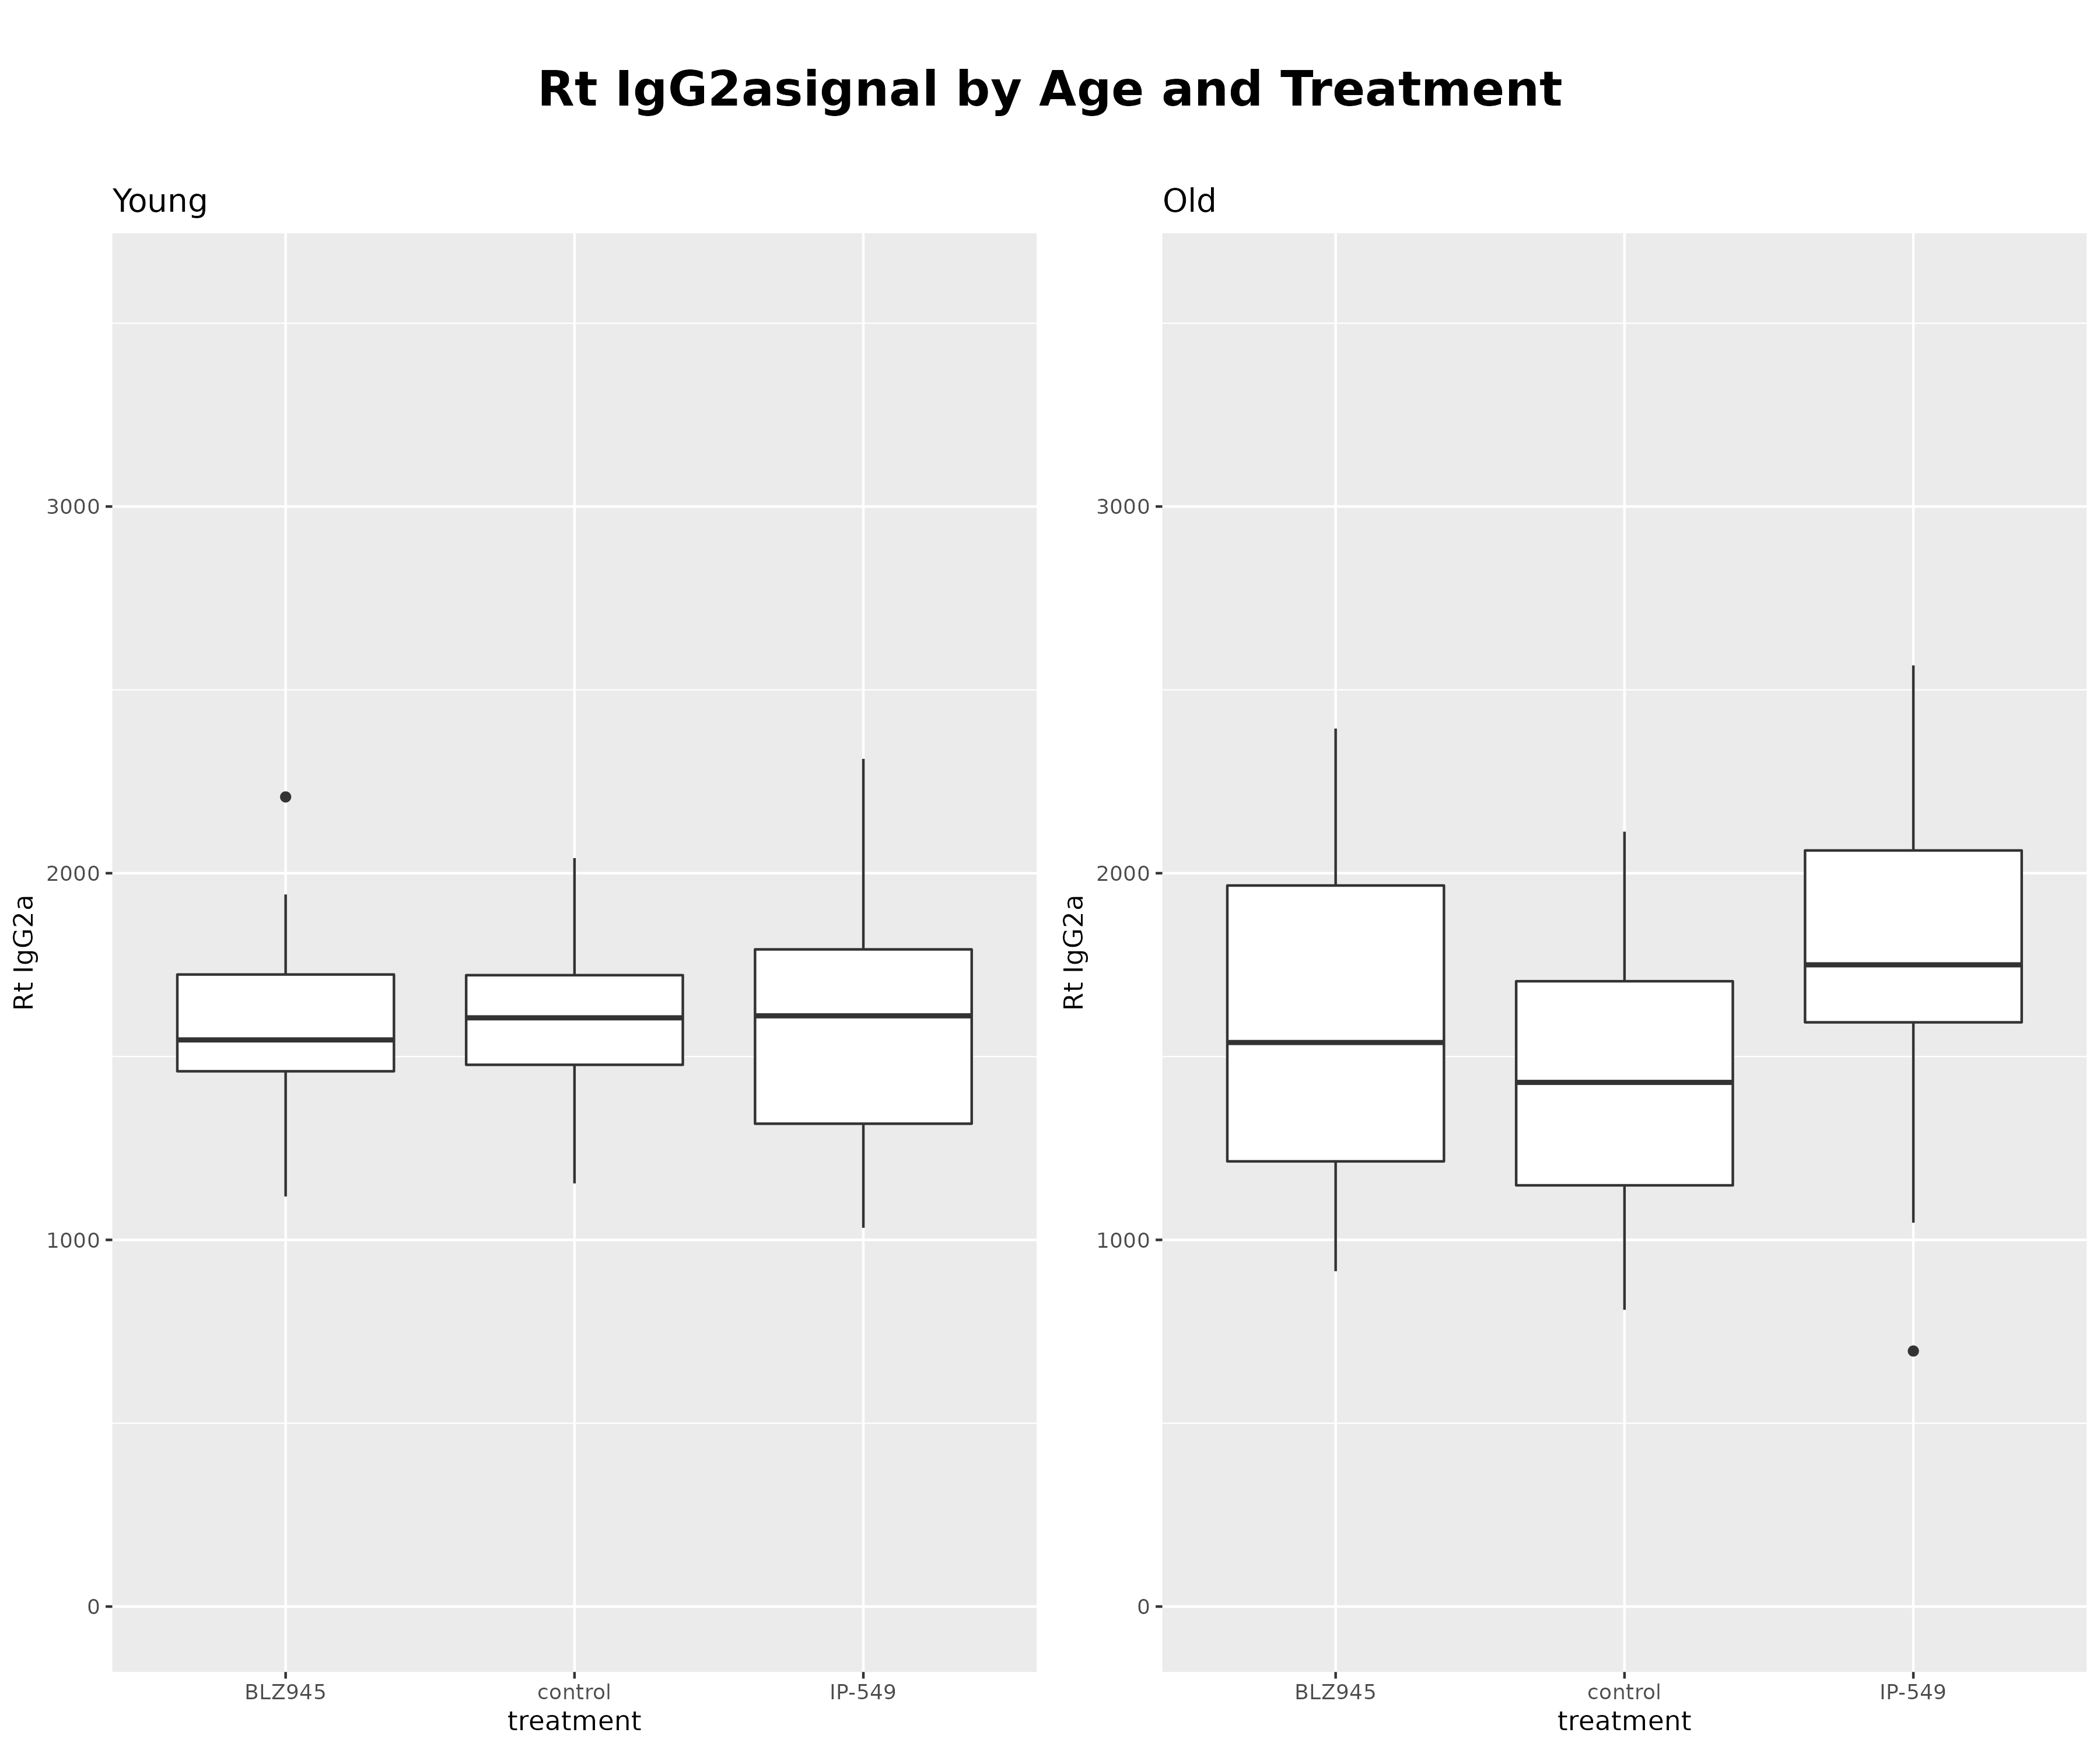 Rt IgG2asignal by Age and Treatment
Young
Rt IgG2a
3000
2000
1000
0
BLZ945 control IP-549
treatment
Old
Rt IgG2a
3000
2000
1000
0
BLZ945 control IP-549
treatment